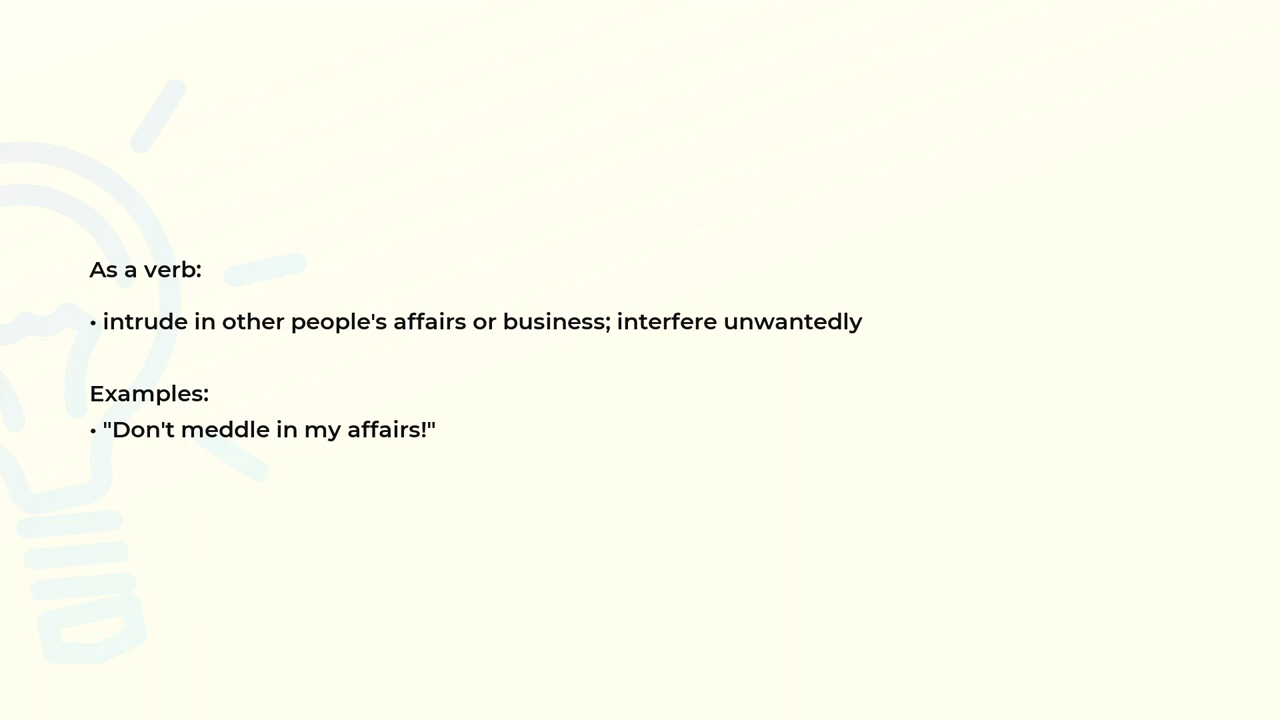 As a verb:
• intrude in other people's affairs or business; interfere unwantedly
Examples:
• "Don't meddle in my affairs!"